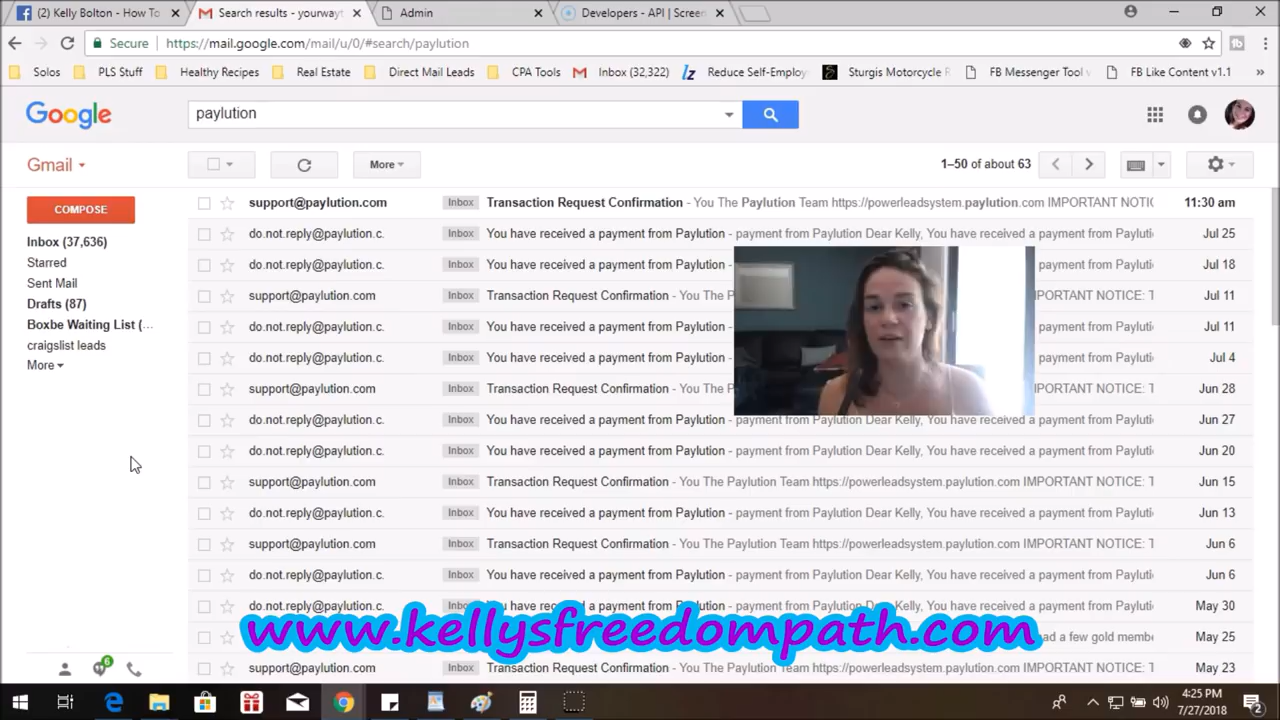 (2) Kelly Bolton - How To
Search results - yourwayt
Admin
Developers - API | Screen
Secure
https://mail.google.com/mail/u/0/#search/paylution
Solos
PLS Stuff
Healthy Recipes
Real Estate
Direct Mail Leads
CPA Tools
Inbox (32,322)
Reduce Self-Employ
Sturgis Motorcycle R
FB Messenger Tool
FB Like Content v1.1
»
Google
paylution
Gmail
More
1–50 of about 63
COMPOSE
Inbox (37,636)
Starred
Sent Mail
Drafts (87)
Boxbe Waiting List (...
craigslist leads
More
support@paylution.com Inbox Transaction Request Confirmation - You The Paylution Team https://powerleadsystem.paylution.com IMPORTANT NOTIC 11:30 am
do.not.reply@paylution.c. Inbox You have received a payment from Paylution - payment from Paylution Dear Kelly, You have received a payment from Paylutio Jul 25
do.not.reply@paylution.c. Inbox You have received a payment from Paylution - payment from Paylutio Jul 18
support@paylution.com Inbox Transaction Request Confirmation - You The P IMPORTANT NOTICE: T Jul 11
do.not.reply@paylution.c. Inbox You have received a payment from Paylution - payment from Paylutio Jul 11
do.not.reply@paylution.c. Inbox You have received a payment from Paylution - payment from Paylutio Jul 4
support@paylution.com Inbox Transaction Request Confirmation - You The P IMPORTANT NOTICE: T Jun 28
do.not.reply@paylution.c. Inbox You have received a payment from Paylution - payment from Paylution Dear Kelly, You have received a payment from Paylutio Jun 27
do.not.reply@paylution.c. Inbox You have received a payment from Paylution - payment from Paylution Dear Kelly, You have received a payment from Paylutio Jun 20
support@paylution.com Inbox Transaction Request Confirmation - You The Paylution Team https://powerleadsystem.paylution.com IMPORTANT NOTICE: T Jun 15
do.not.reply@paylution.c. Inbox You have received a payment from Paylution - payment from Paylution Dear Kelly, You have received a payment from Paylutio Jun 13
support@paylution.com Inbox Transaction Request Confirmation - You The Paylution Team https://powerleadsystem.paylution.com IMPORTANT NOTICE: T Jun 6
do.not.reply@paylution.c. Inbox You have received a payment from Paylution - payment from Paylution Dear Kelly, You have received a payment from Paylutio Jun 6
do.not.reply@paylution.c. You have received a payment from Paylution - payment from Paylution Dear Kelly, You have received a payment from Paylutio May 30
www.kellysfreedompath.com
ad a few gold membe May 25
support@paylution.com Inbox Transaction Request Confirmation - You The Paylution Team https://powerleadsystem.paylution.com IMPORTANT NOTICE: T May 23
6
4:25 PM
7/27/2018
2